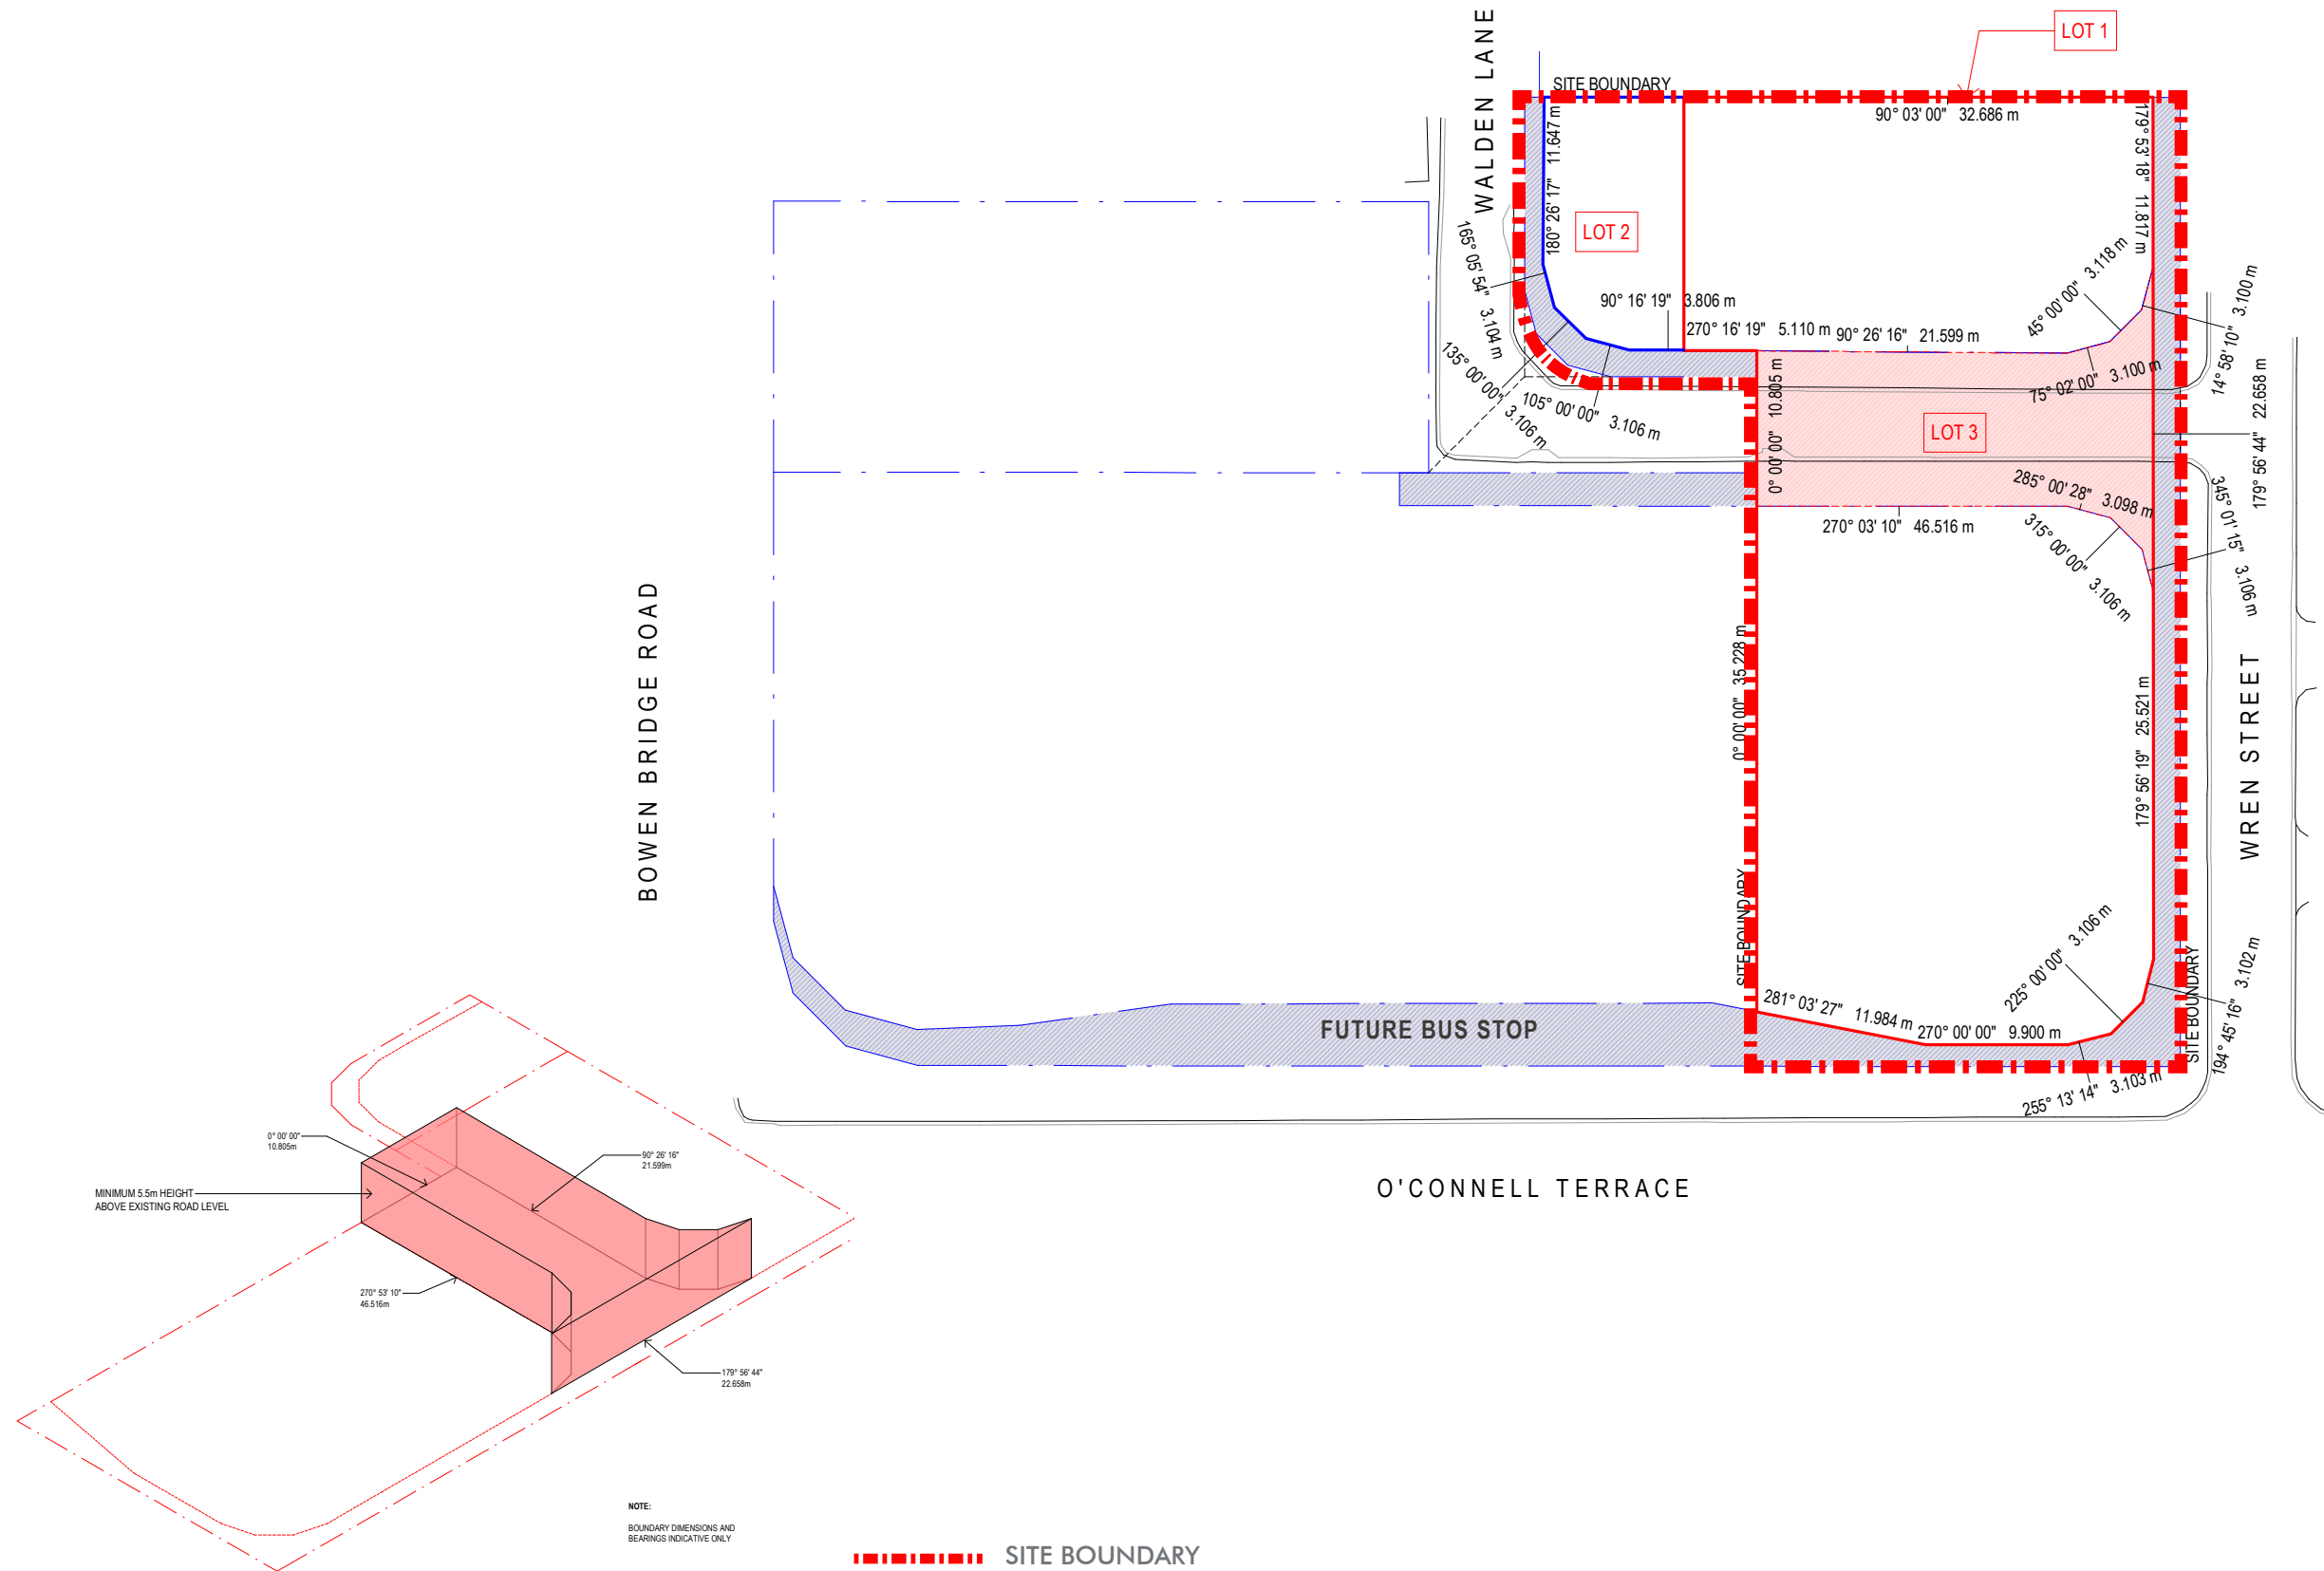 LOT 1
WALDEN LANE
SITE BOUNDARY
90° 03' 00" 32.686 m
180° 26' 17" 11.647 m
179° 53' 18" 11.817 m
LOT 2
165° 05' 54" 3.104 m
90° 16' 19" 3.806 m
270° 16' 19" 5.110 m
90° 26' 16" 21.599 m
45° 00' 00" 3.118 m
14° 58' 10" 3.100 m
75° 02' 00" 3.100 m
135° 00' 00" 3.106 m
105° 00' 00" 3.106 m
0° 00' 00" 10.805 m
LOT 3
179° 56' 44" 22.658 m
285° 00' 28" 3.098 m
270° 03' 10" 46.516 m
315° 00' 00" 3.106 m
345° 01' 15" 3.106 m
BOWEN BRIDGE ROAD
0° 00' 00" 35.228 m
179° 56' 19" 25.521 m
WREN STREET
SITE BOUNDARY
SITE BOUNDARY
225° 00' 00" 3.106 m
194° 45' 16" 3.102 m
281° 03' 27" 11.984 m
270° 00' 00" 9.900 m
255° 13' 14" 3.103 m
FUTURE BUS STOP
O'CONNELL TERRACE
0° 00' 00"
10.805m
90° 26' 16"
21.599m
MINIMUM 5.5m HEIGHT
ABOVE EXISTING ROAD LEVEL
270° 53' 10"
46.516m
179° 56' 44"
22.658m
NOTE:
BOUNDARY DIMENSIONS AND
BEARINGS INDICATIVE ONLY
SITE BOUNDARY